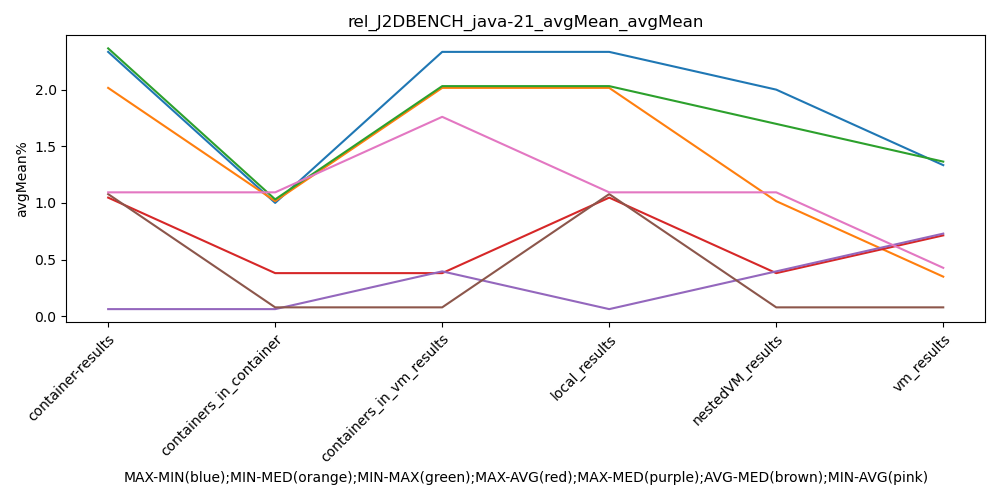 rel_J2DBENCH_java-21_avgMean_avgMean
avgMean%
2.0
1.5
1.0
0.5
0.0
container-results
containers_in_container
containers_in_vm_results
local_results
nestedVM_results
vm_results
MAX-MIN(blue);MIN-MED(orange);MIN-MAX(green);MAX-AVG(red);MAX-MED(purple);AVG-MED(brown);MIN-AVG(pink)